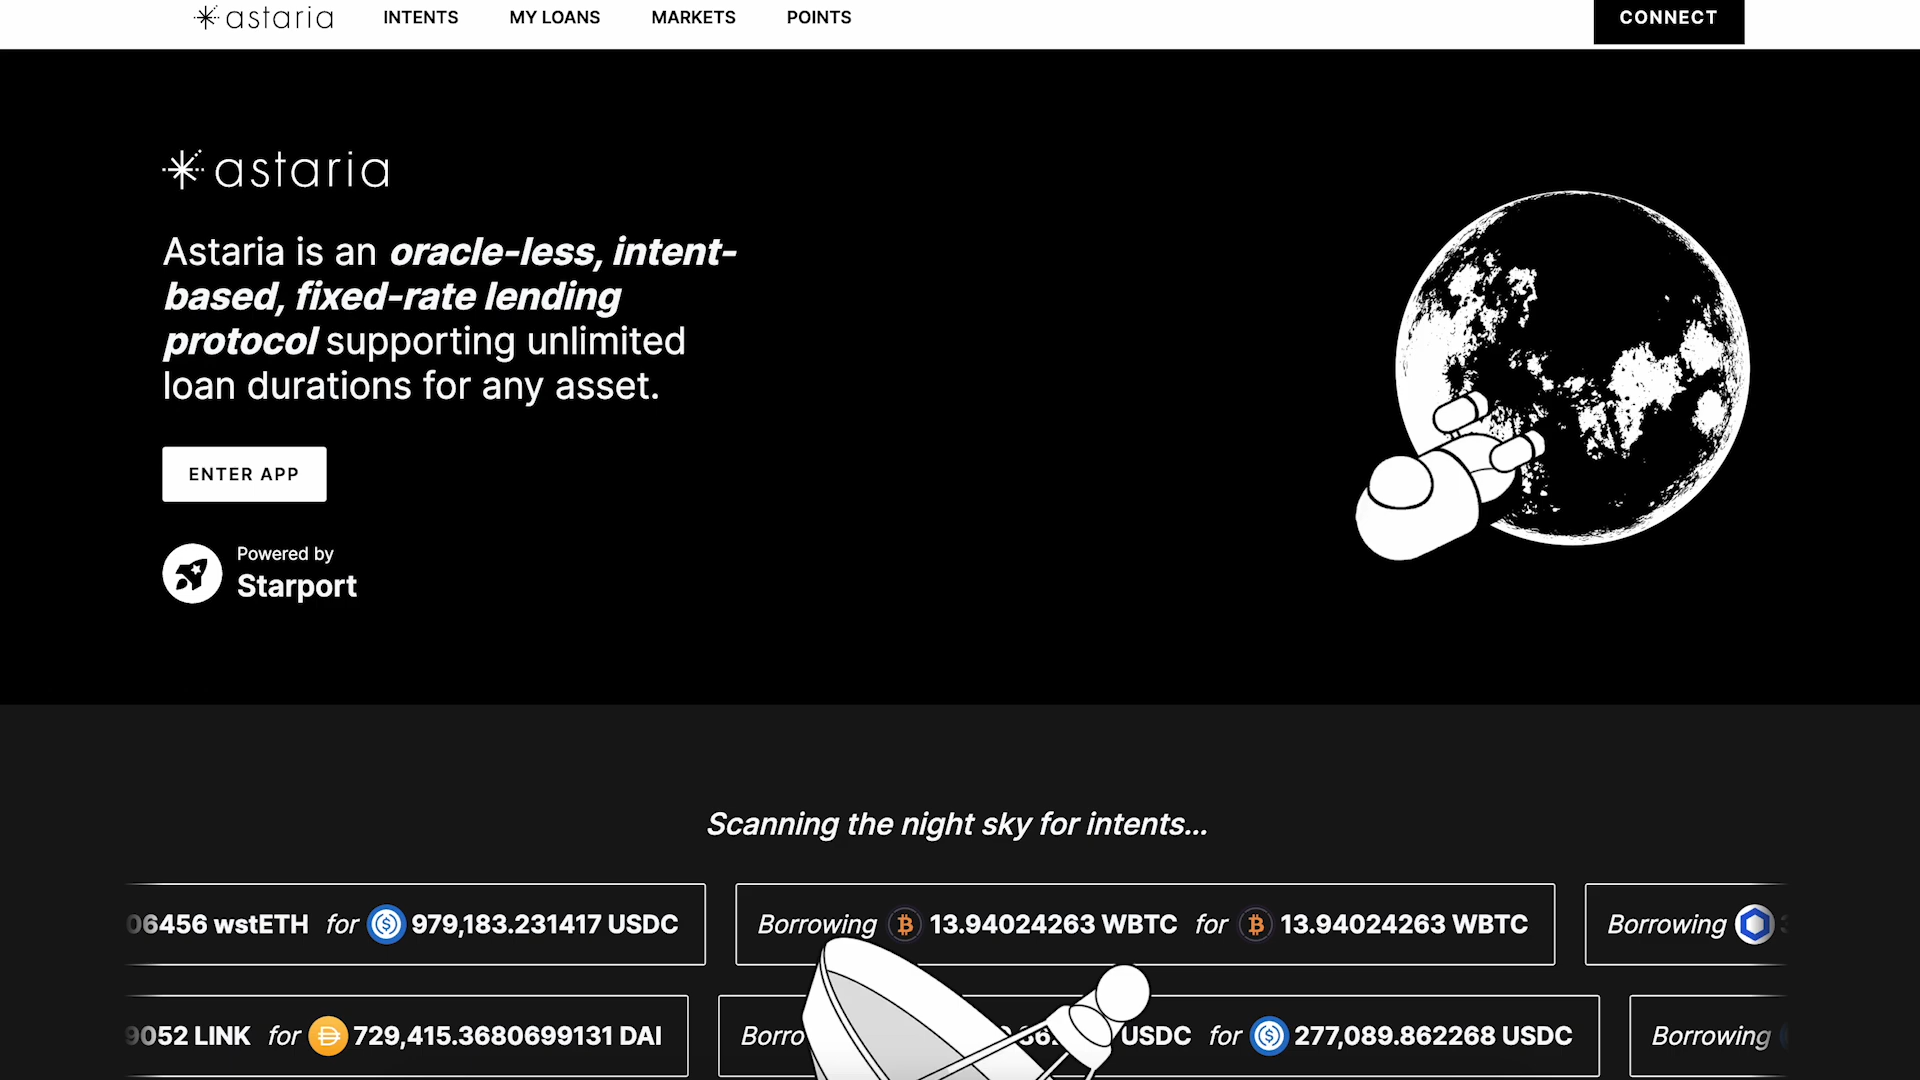 astaria INTENTS MY LOANS MARKETS POINTS CONNECT
astaria
Astaria is an oracle-less, intent-
based, fixed-rate lending
protocol supporting unlimited
loan durations for any asset.
ENTER APP
Powered by
Starport
Scanning the night sky for intents...
06456 wstETH for 979,183.231417 USDC Borrowing 13.94024263 WBTC for 13.94024263 WBTC Borrowing
9052 LINK for 729,415.3680699131 DAI USDC for 277,089.862268 USDC Borrowing